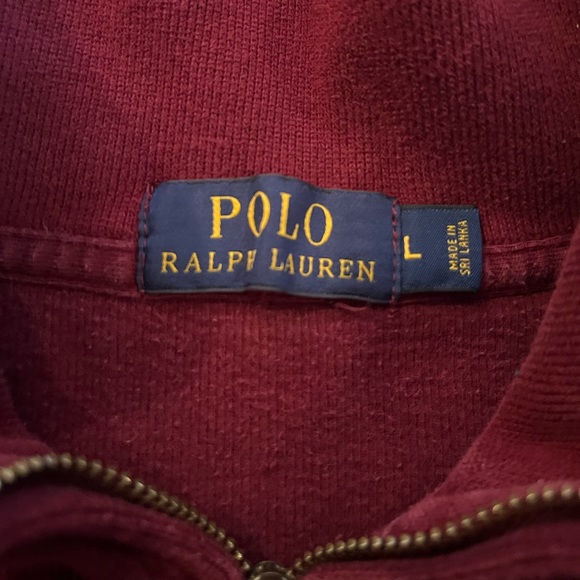 POLO
RALPH LAUREN
L
MADE IN
SRI LANKA